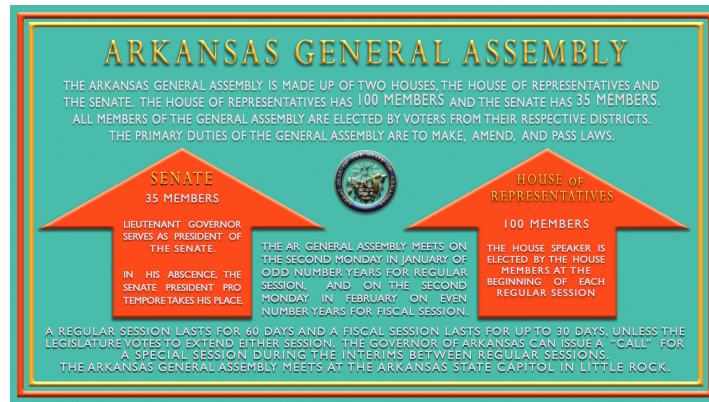 ARKANSAS GENERAL ASSEMBLY
THE ARKANSAS GENERAL ASSEMBLY IS MADE UP OF TWO HOUSES, THE HOUSE OF REPRESENTATIVES AND
THE SENATE. THE HOUSE OF REPRESENTATIVES HAS 100 MEMBERS AND THE SENATE HAS 35 MEMBERS.
ALL MEMBERS OF THE GENERAL ASSEMBLY ARE ELECTED BY VOTERS FROM THEIR RESPECTIVE DISTRICTS.
THE PRIMARY DUTIES OF THE GENERAL ASSEMBLY ARE TO MAKE, AMEND, AND PASS LAWS.
SENATE
35 MEMBERS
LIEUTENANT GOVERNOR
SERVES AS PRESIDENT OF
THE SENATE.
IN HIS ABSCENCE, THE
SENATE PRESIDENT PRO
TEMPORE TAKES HIS PLACE.
THE AR GENERAL ASSEMBLY MEETS ON
THE SECOND MONDAY IN JANUARY OF
ODD NUMBER YEARS FOR REGULAR
SESSION, AND ON THE SECOND
MONDAY IN FEBRUARY ON EVEN
NUMBER YEARS FOR FISCAL SESSION.
HOUSE OF
REPRESENTATIVES
100 MEMBERS
THE HOUSE SPEAKER IS
ELECTED BY THE HOUSE
MEMBERS AT THE
BEGINNING OF EACH
REGULAR SESSION
A REGULAR SESSION LASTS FOR 60 DAYS AND A FISCAL SESSION LASTS FOR UP TO 30 DAYS, UNLESS THE
LEGISLATURE VOTES TO EXTEND EITHER SESSION. THE GOVERNOR OF ARKANSAS CAN ISSUE A "CALL" FOR
A SPECIAL SESSION DURING THE INTERIMS BETWEEN REGULAR SESSIONS.
THE ARKANSAS GENERAL ASSEMBLY MEETS AT THE ARKANSAS STATE CAPITOL IN LITTLE ROCK.